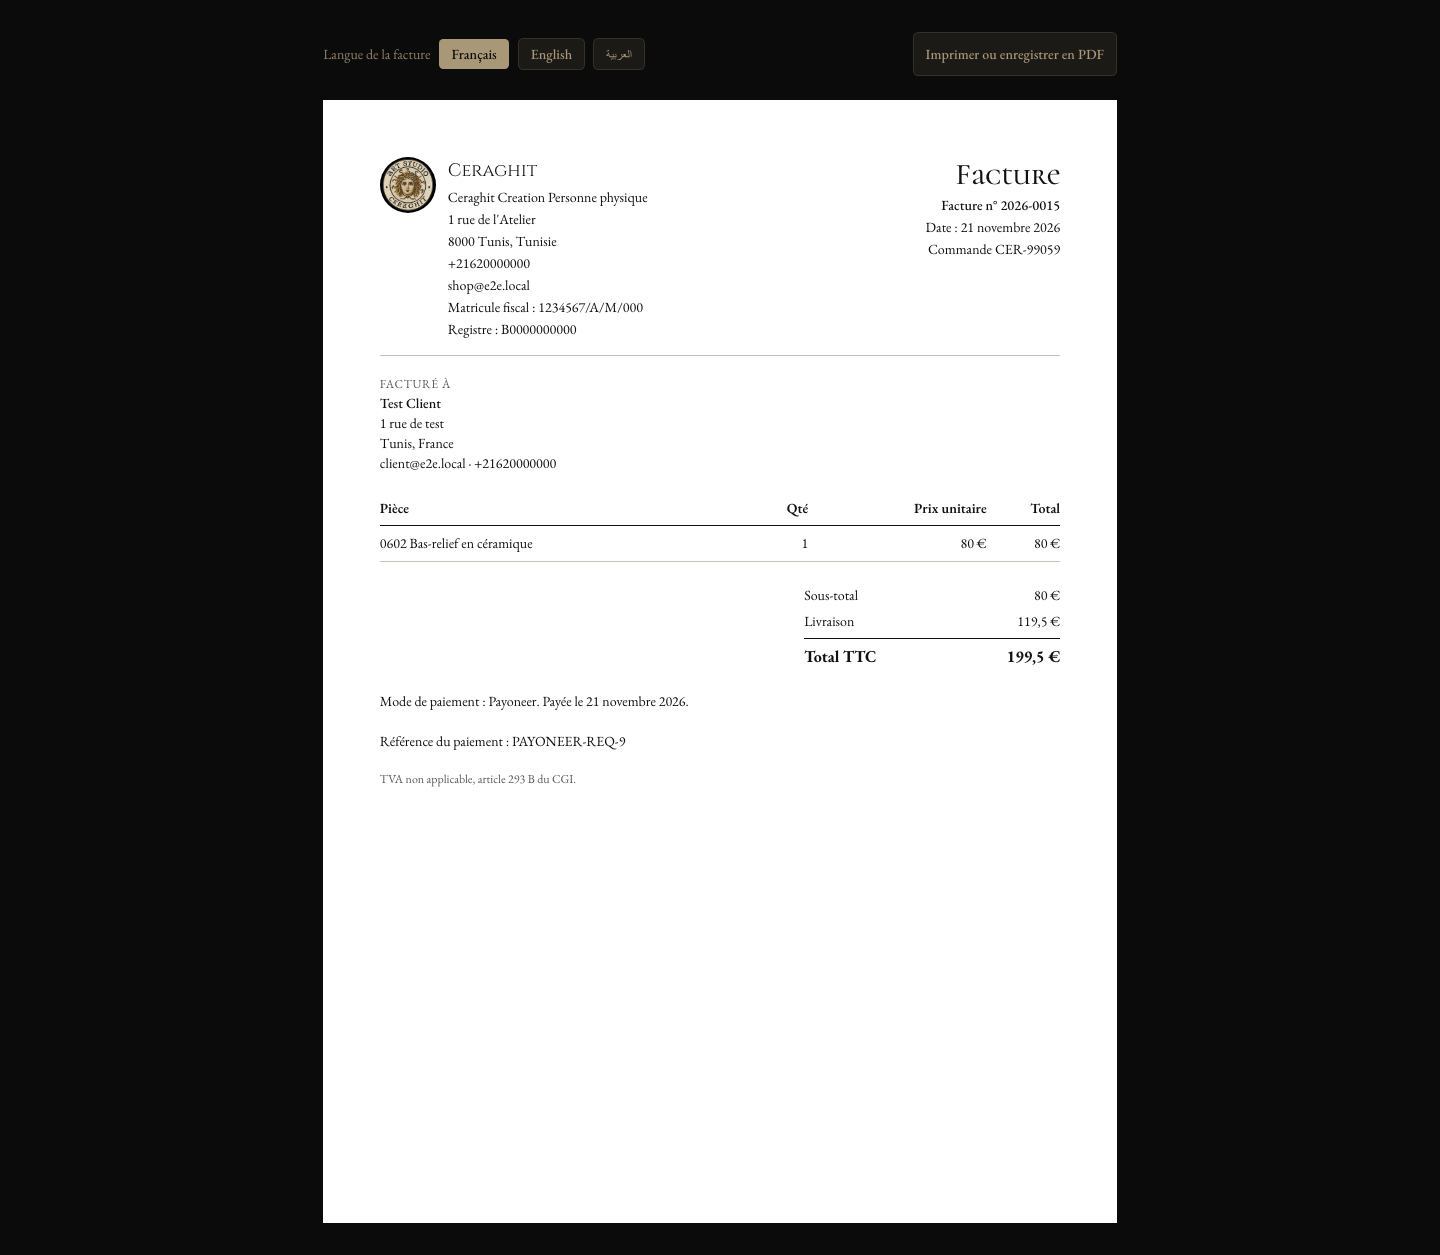 Langue de la facture Français English العربية Imprimer ou enregistrer en PDF
ART STUDIO
CERAGHIT
Ceraghit
Ceraghit Creation Personne physique
1 rue de l'Atelier
8000 Tunis, Tunisie
+21620000000
shop@e2e.local
Matricule fiscal : 1234567/A/M/000
Registre : B0000000000
Facture
Facture n° 2026-0015
Date : 21 novembre 2026
Commande CER-99059
FACTURÉ À
Test Client
1 rue de test
Tunis, France
client@e2e.local · +21620000000
Pièce Qté Prix unitaire Total
0602 Bas-relief en céramique 1 80 € 80 €
Sous-total 80 €
Livraison 119,5 €
Total TTC 199,5 €
Mode de paiement : Payoneer. Payée le 21 novembre 2026.
Référence du paiement : PAYONEER-REQ-9
TVA non applicable, article 293 B du CGI.